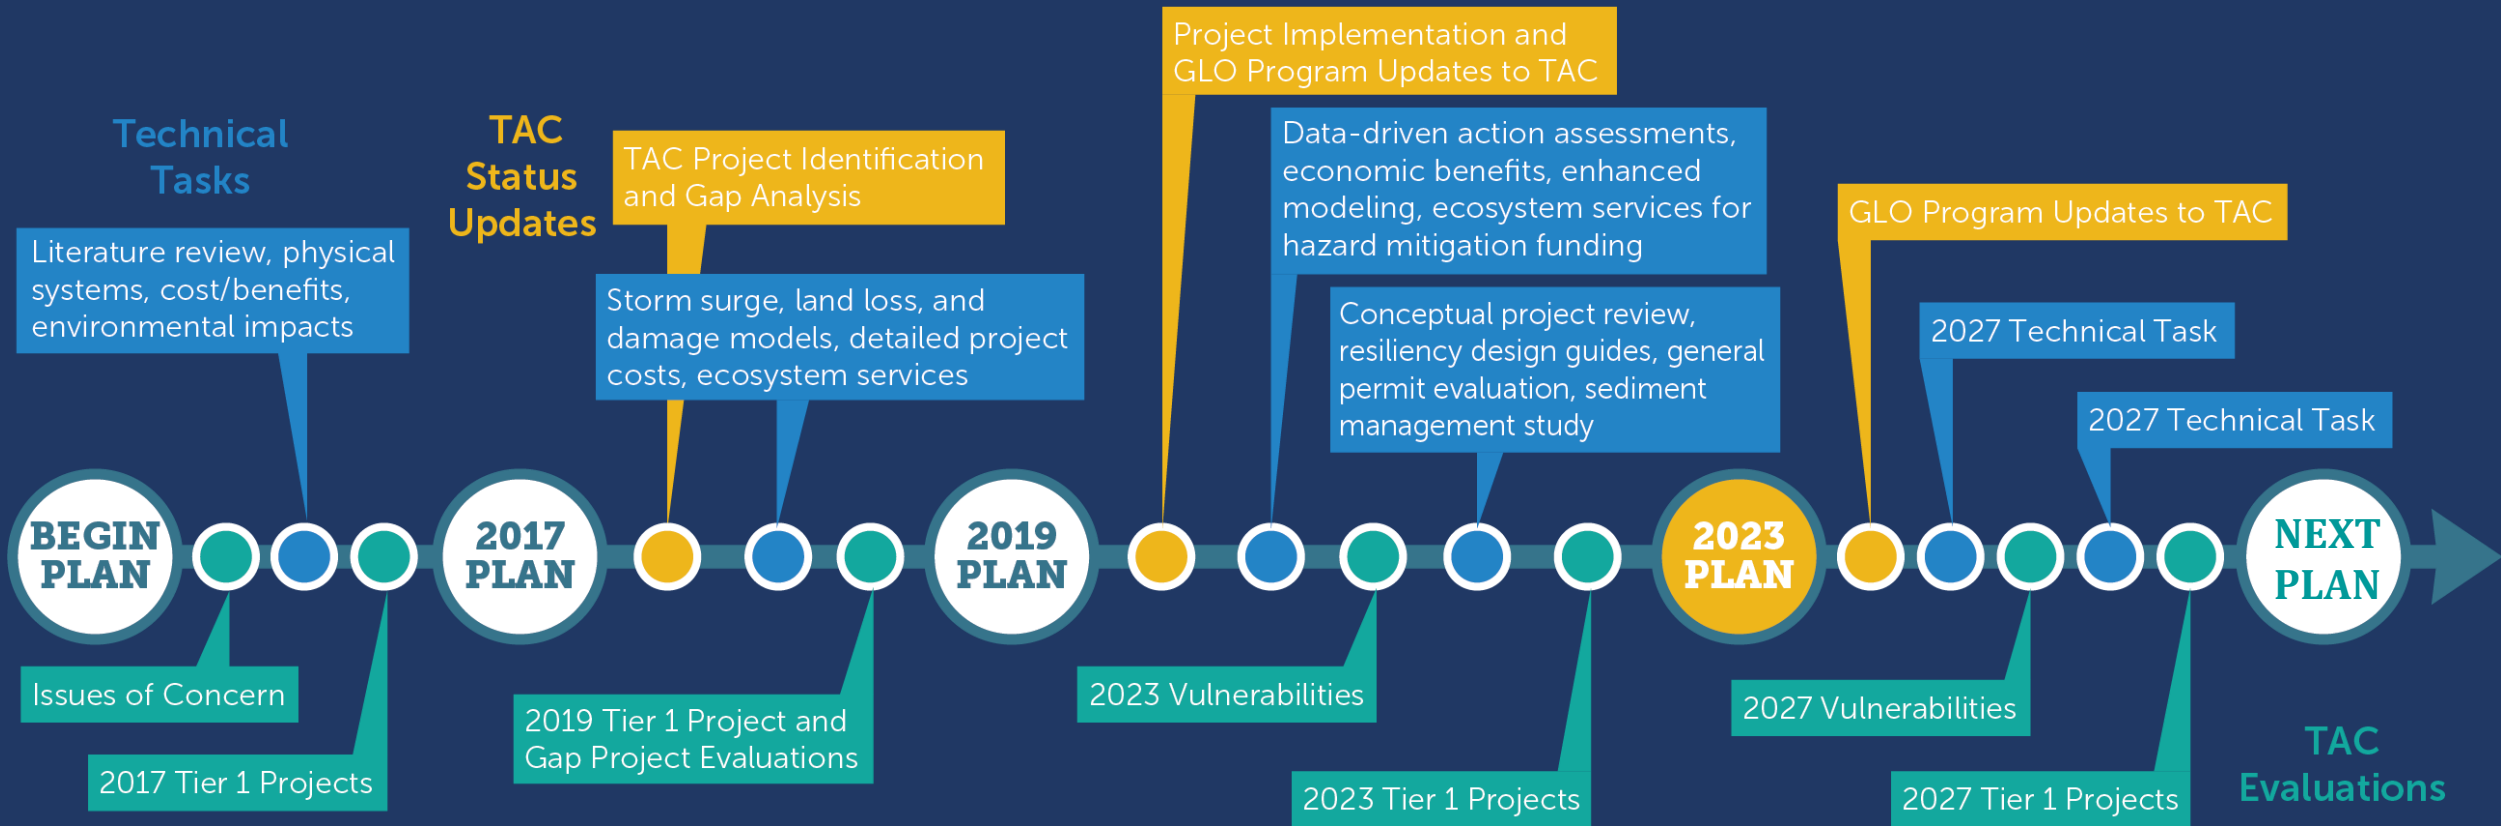 Technical
Tasks
Literature review, physical
systems, cost/benefits,
environmental impacts
TAC
Status
Updates
TAC Project Identification
and Gap Analysis
Storm surge, land loss, and
damage models, detailed project
costs, ecosystem services
Project Implementation and
GLO Program Updates to TAC
Data-driven action assessments,
economic benefits, enhanced
modeling, ecosystem services for
hazard mitigation funding
Conceptual project review,
resiliency design guides, general
permit evaluation, sediment
management study
GLO Program Updates to TAC
2027 Technical Task
2027 Technical Task
BEGIN
PLAN
2017
PLAN
2019
PLAN
2023
PLAN
NEXT
PLAN
Issues of Concern
2017 Tier 1 Projects
2019 Tier 1 Project and
Gap Project Evaluations
2023 Vulnerabilities
2023 Tier 1 Projects
2027 Vulnerabilities
2027 Tier 1 Projects
TAC
Evaluations